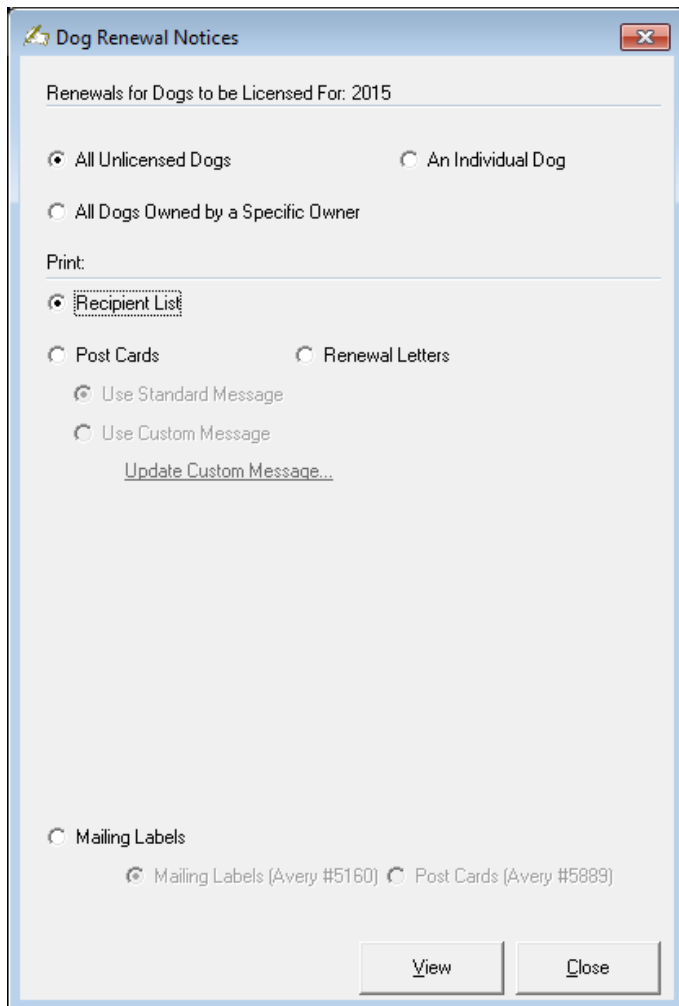 Dog Renewal Notices
Renewals for Dogs to be Licensed For: 2015
All Unlicensed Dogs An Individual Dog
All Dogs Owned by a Specific Owner
Print:
Recipient List
Post Cards Renewal Letters
Use Standard Message
Use Custom Message
Update Custom Message...
Mailing Labels
Mailing Labels (Avery #5160) Post Cards (Avery #5889)
View Close